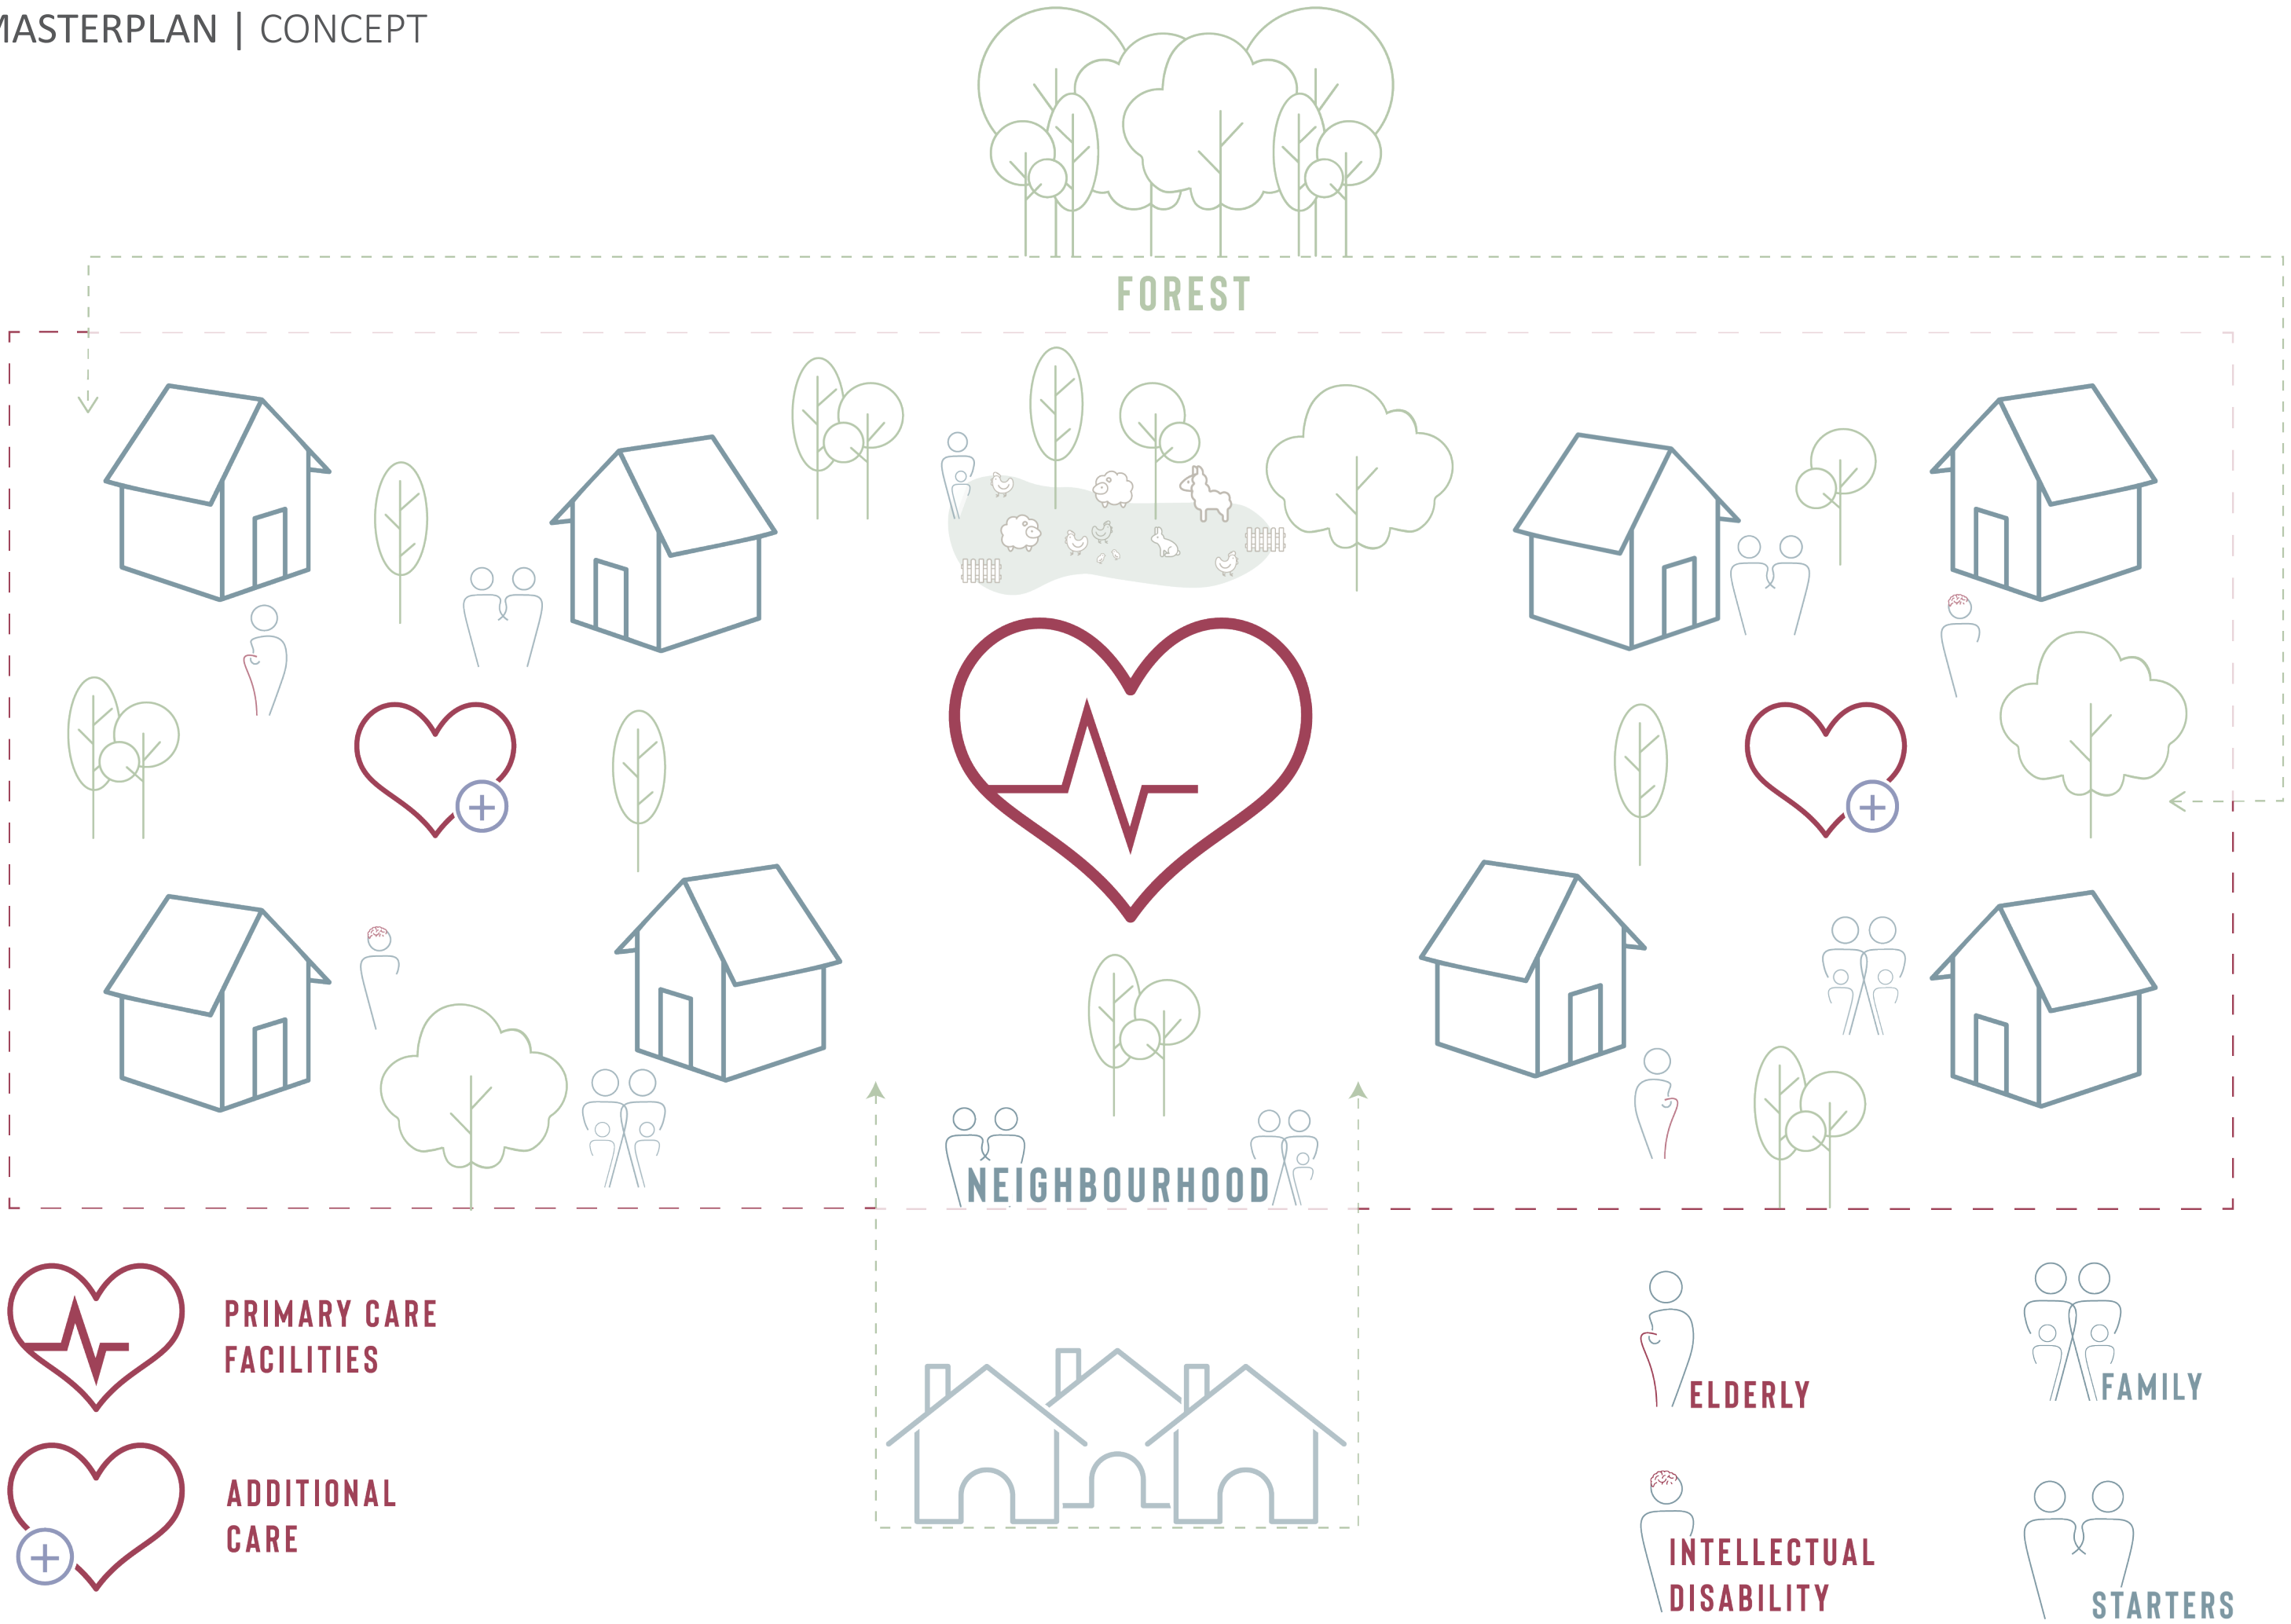 MASTERPLAN | CONCEPT
FOREST
NEIGHBOURHOOD
PRIMARY CARE
FACILITIES
ADDITIONAL
CARE
ELDERLY
FAMILY
INTELLECTUAL
DISABILITY
STARTERS